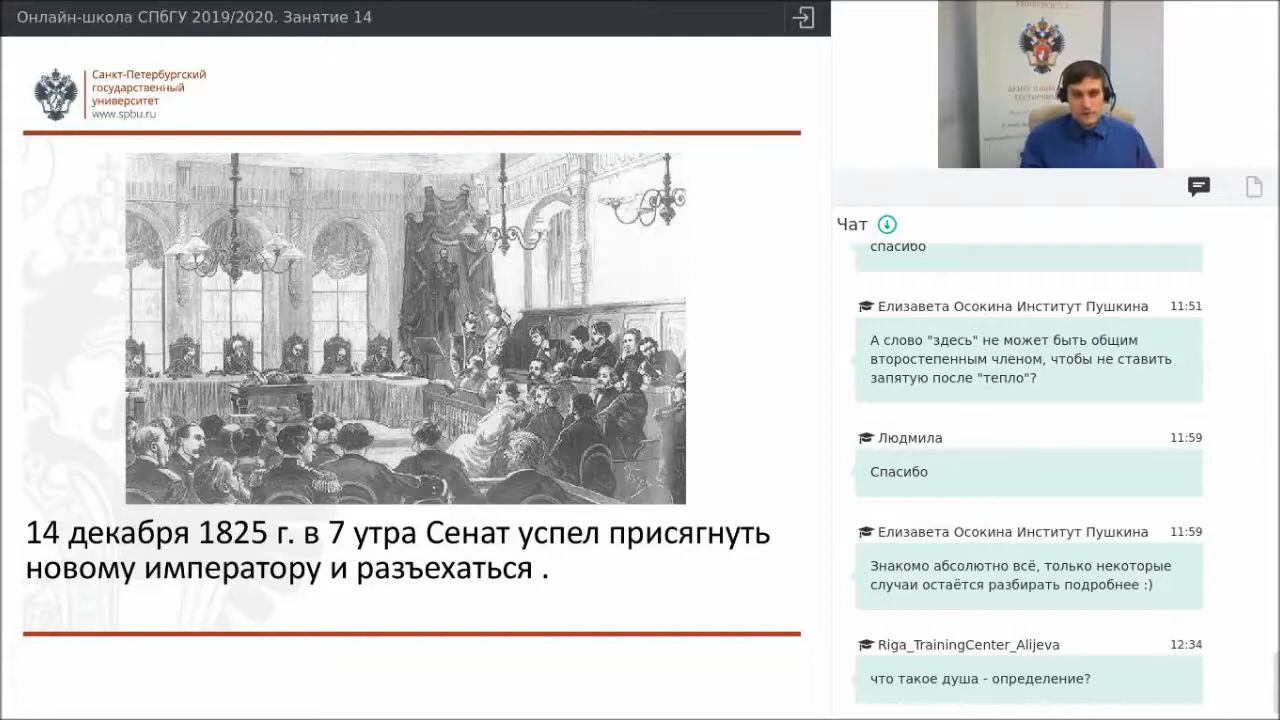 Онлайн-школа СПбГУ 2019/2020. Занятие 14
Санкт-Петербургский
государственный
университет
www.spbu.ru
14 декабря 1825 г. в 7 утра Сенат успел присягнуть
новому императору и разъехаться .
Чат
спасибо
Елизавета Осокина Институт Пушкина 11:51
А слово "здесь" не может быть общим
второстепенным членом, чтобы не ставить
запятую после "тепло"?
Людмила 11:59
Спасибо
Елизавета Осокина Институт Пушкина 11:59
Знакомо абсолютно всё, только некоторые
случаи остаётся разбирать подробнее :)
Riga_TrainingCenter_Alijeva 12:34
что такое душа - определение?